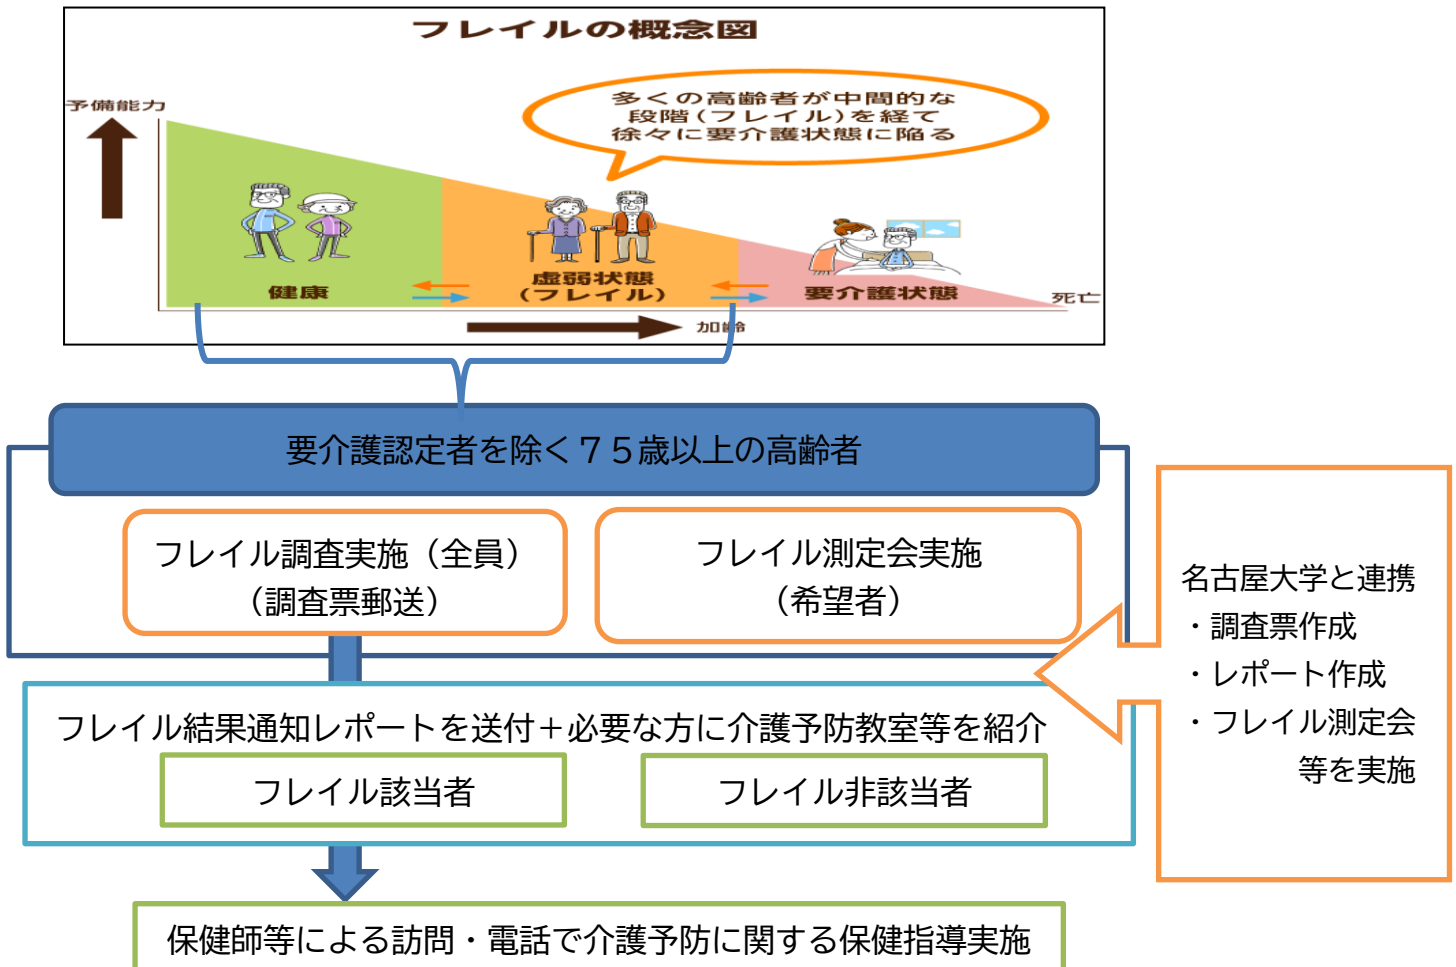 フレイルの概念図
多くの高齢者が中間的な
段階(フレイル)を経て
徐々に要介護状態に陥る
予備能力
健康
虚弱状態
(フレイル)
要介護状態
死亡
加齢
要介護認定者を除く７５歳以上の高齢者
フレイル調査実施（全員）
（調査票郵送）
フレイル測定会実施
（希望者）
名古屋大学と連携
・調査票作成
・レポート作成
・フレイル測定会
等を実施
フレイル結果通知レポートを送付＋必要な方に介護予防教室等を紹介
フレイル該当者
フレイル非該当者
保健師等による訪問・電話で介護予防に関する保健指導実施